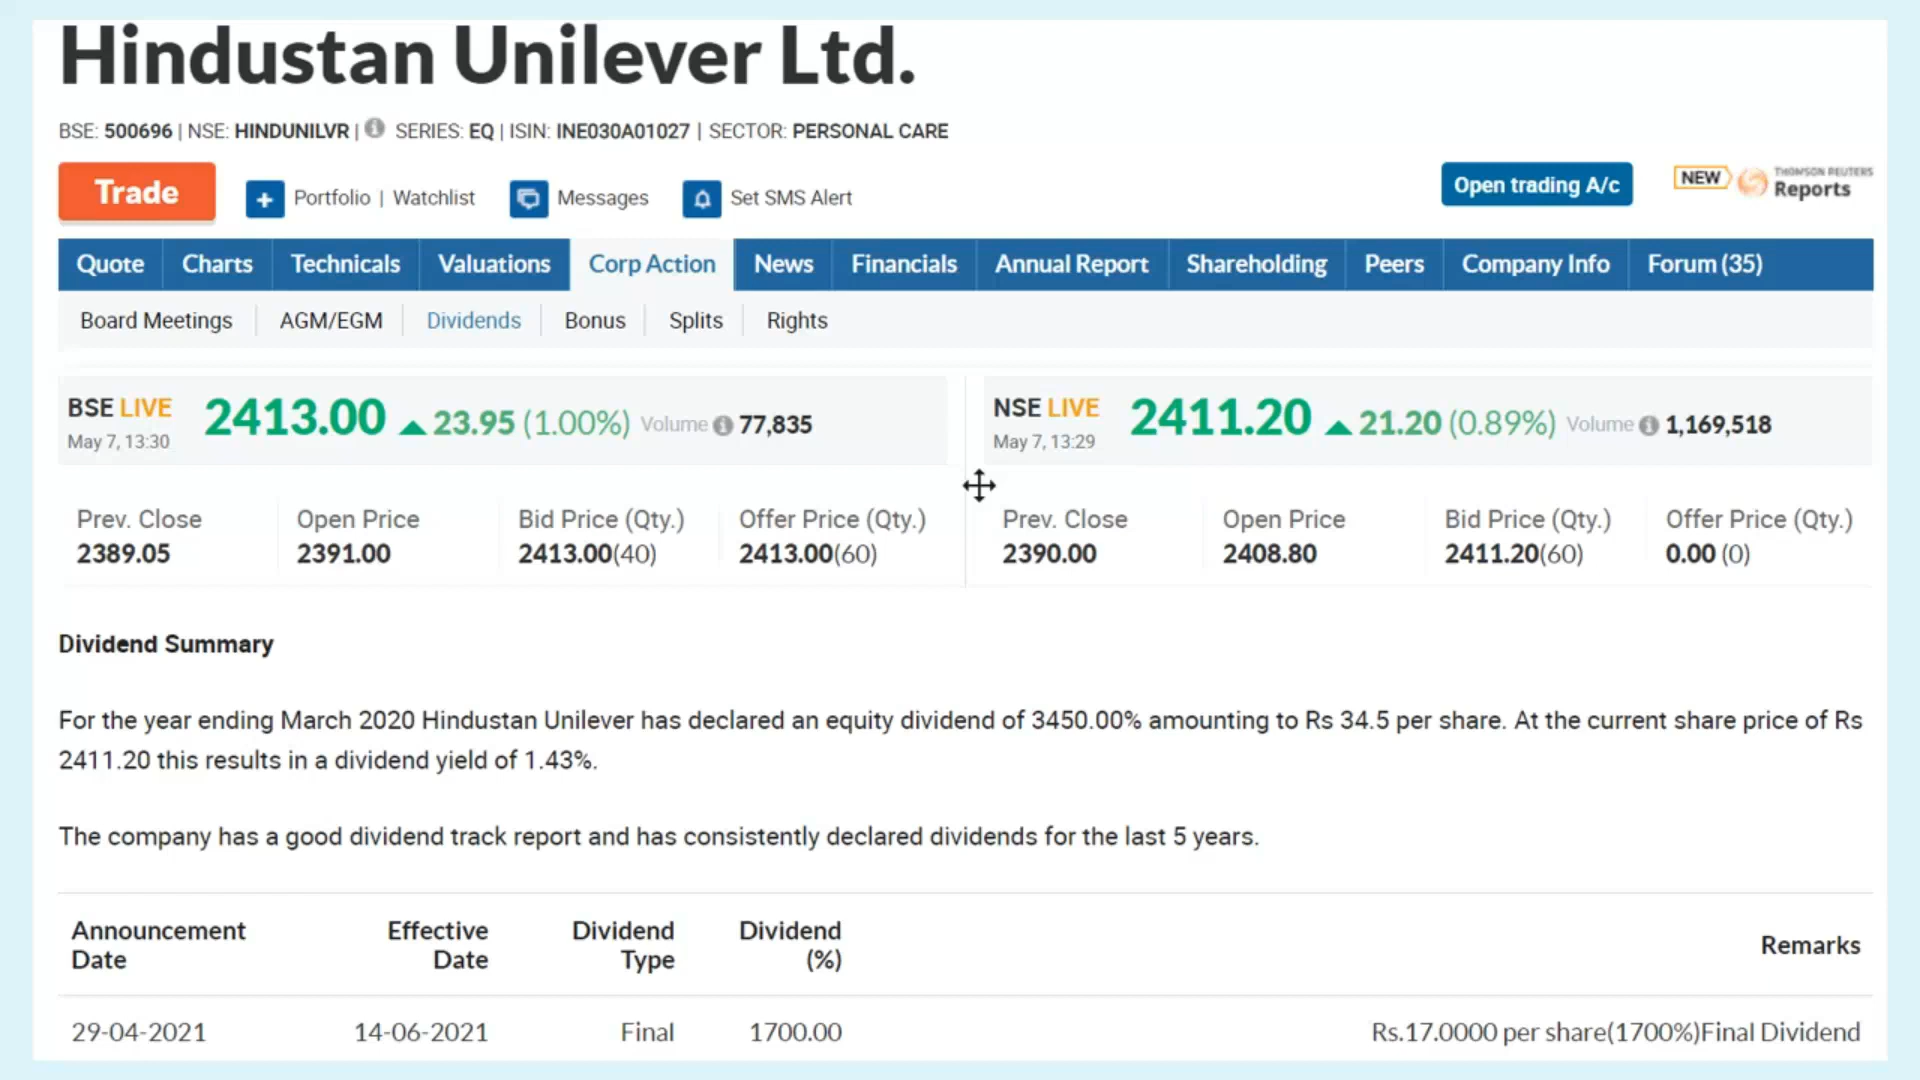 Hindustan Unilever Ltd.
BSE: 500696 | NSE: HINDUNILVR | SERIES: EQ | ISIN: INE030A01027 | SECTOR: PERSONAL CARE
Trade
Portfolio | Watchlist
Messages
Set SMS Alert
Open trading A/c
NEW
THOMSON REUTERS
Reports
Quote Charts Technicals Valuations Corp Action News Financials Annual Report Shareholding Peers Company Info Forum (35)
Board Meetings AGM/EGM Dividends Bonus Splits Rights
BSE LIVE
May 7, 13:30
2413.00 23.95 (1.00%) Volume 77,835
NSE LIVE
May 7, 13:29
2411.20 21.20 (0.89%) Volume 1,169,518
Prev. Close Open Price Bid Price (Qty.) Offer Price (Qty.) Prev. Close Open Price Bid Price (Qty.) Offer Price (Qty.)
2389.05 2391.00 2413.00(40) 2413.00(60) 2390.00 2408.80 2411.20(60) 0.00 (0)
Dividend Summary
For the year ending March 2020 Hindustan Unilever has declared an equity dividend of 3450.00% amounting to Rs 34.5 per share. At the current share price of Rs
2411.20 this results in a dividend yield of 1.43%.
The company has a good dividend track report and has consistently declared dividends for the last 5 years.
Announcement Date
Effective Date
Dividend Type
Dividend (%)
Remarks
29-04-2021 14-06-2021 Final 1700.00 Rs.17.0000 per share(1700%)Final Dividend